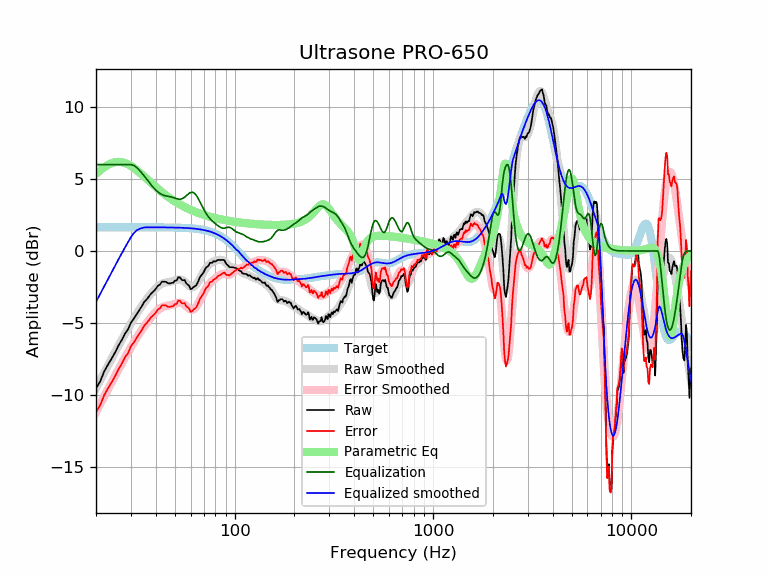 Ultrasone PRO-650
Amplitude (dBr)
10
5
0
−5
−10
−15
Target
Raw Smoothed
Error Smoothed
Raw
Error
Parametric Eq
Equalization
Equalized smoothed
100 1000 10000
Frequency (Hz)